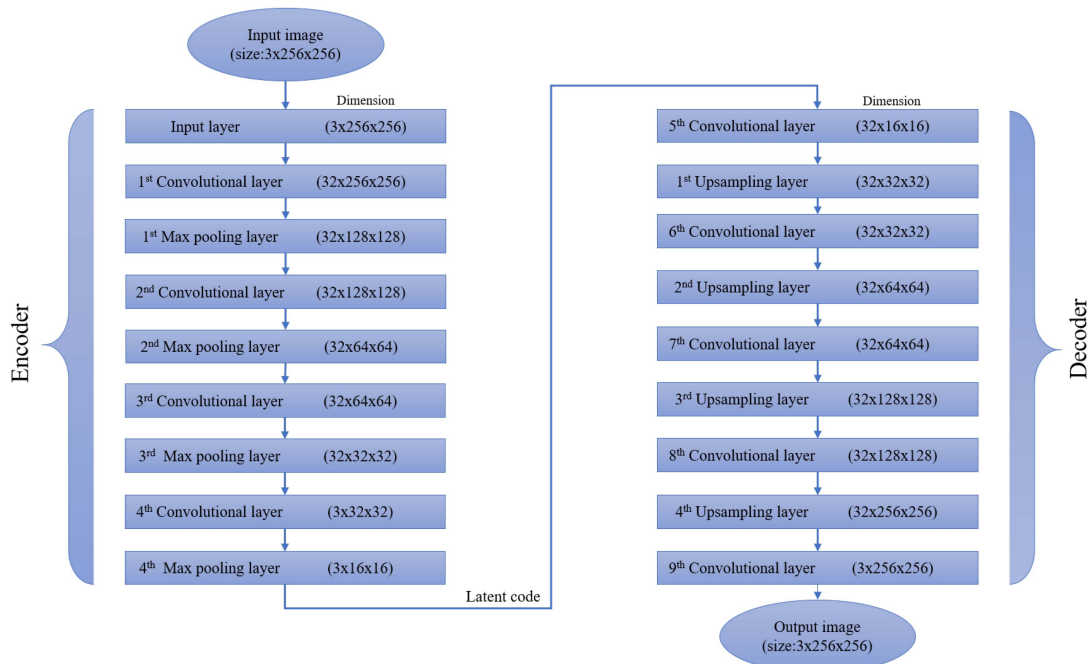 Input image
(size:3x256x256)
Dimension
Input layer (3x256x256)
1st Convolutional layer (32x256x256)
1st Max pooling layer (32x128x128)
2nd Convolutional layer (32x128x128)
2nd Max pooling layer (32x64x64)
3rd Convolutional layer (32x64x64)
3rd Max pooling layer (32x32x32)
4th Convolutional layer (3x32x32)
4th Max pooling layer (3x16x16)
Encoder
Latent code
Dimension
5th Convolutional layer (32x16x16)
1st Upsampling layer (32x32x32)
6th Convolutional layer (32x32x32)
2nd Upsampling layer (32x64x64)
7th Convolutional layer (32x64x64)
3rd Upsampling layer (32x128x128)
8th Convolutional layer (32x128x128)
4th Upsampling layer (32x256x256)
9th Convolutional layer (3x256x256)
Decoder
Output image
(size:3x256x256)